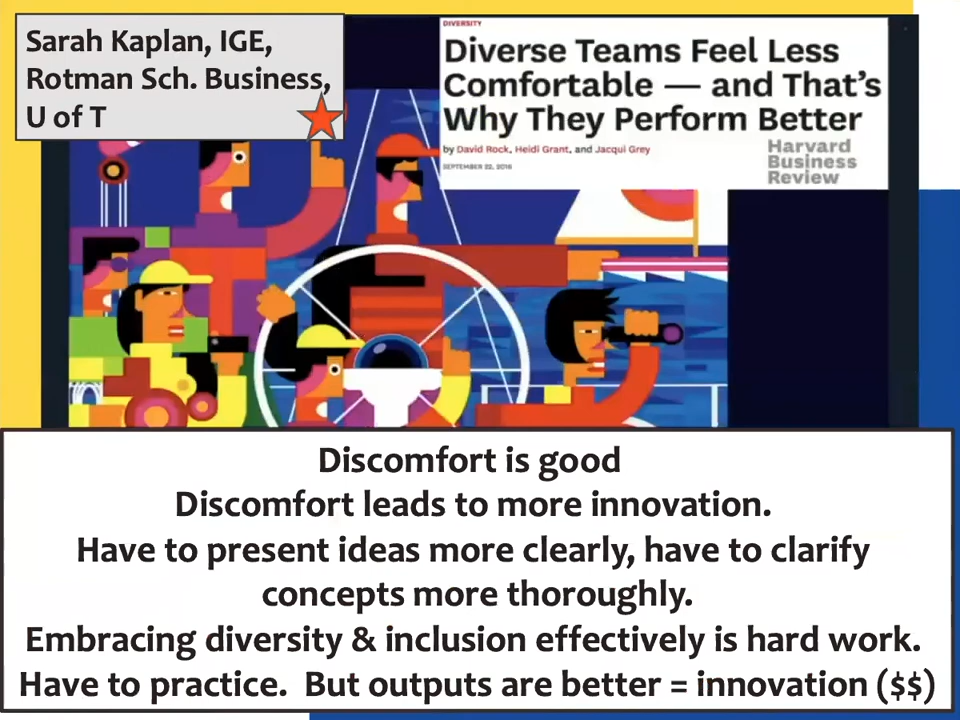 Sarah Kaplan, IGE,
Rotman Sch. Business,
U of T
DIVERSITY
Diverse Teams Feel Less
Comfortable — and That's
Why They Perform Better
by David Rock, Heidi Grant, and Jacqui Grey
SEPTEMBER 22, 2016
Harvard
Business
Review
Discomfort is good
Discomfort leads to more innovation.
Have to present ideas more clearly, have to clarify
concepts more thoroughly.
Embracing diversity & inclusion effectively is hard work.
Have to practice.  But outputs are better = innovation ($$)